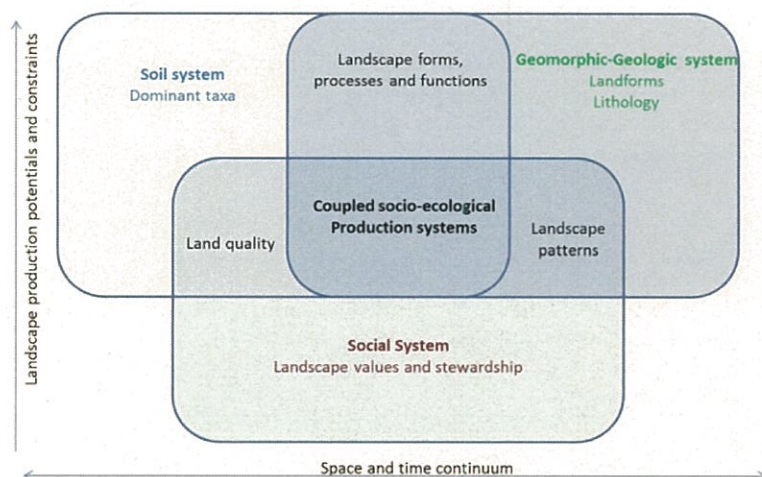 Landscape production potentials and constraints
Soil system
Dominant taxa
Landscape forms,
processes and functions
Geomorphic-Geologic system
Landforms
Lithology
Land quality
Coupled socio-ecological
Production systems
Landscape
patterns
Social System
Landscape values and stewardship
Space and time continuum